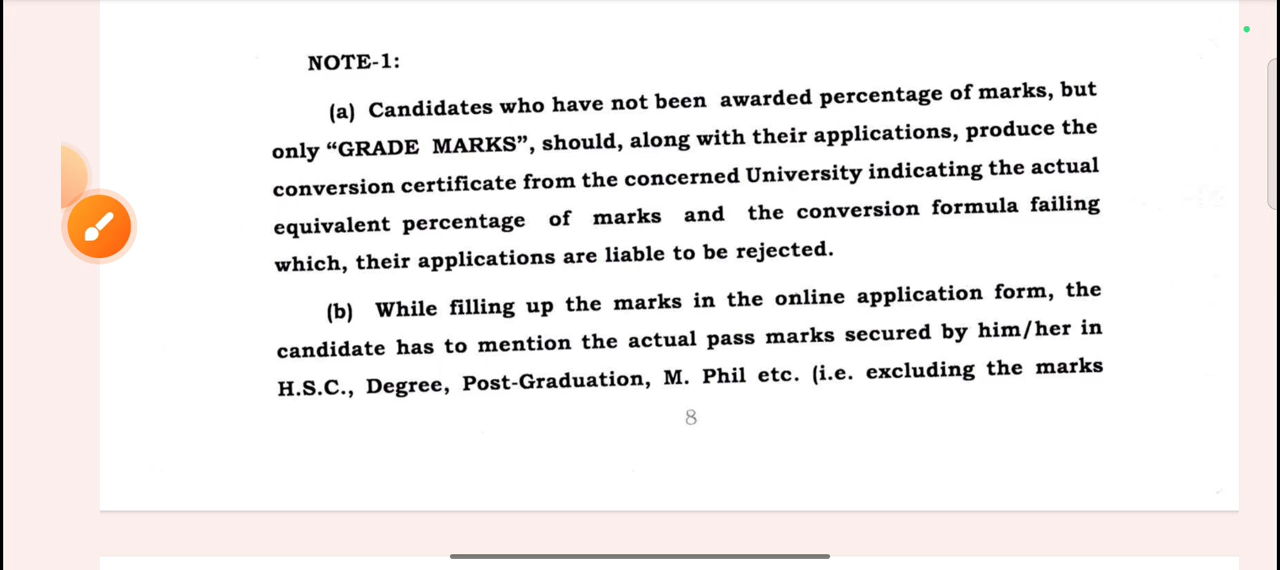 NOTE-1:
(a) Candidates who have not been awarded percentage of marks, but
only “GRADE MARKS”, should, along with their applications, produce the
conversion certificate from the concerned University indicating the actual
equivalent percentage of marks and the conversion formula failing
which, their applications are liable to be rejected.
(b) While filling up the marks in the online application form, the
candidate has to mention the actual pass marks secured by him/her in
H.S.C., Degree, Post-Graduation, M. Phil etc. (i.e. excluding the marks
8